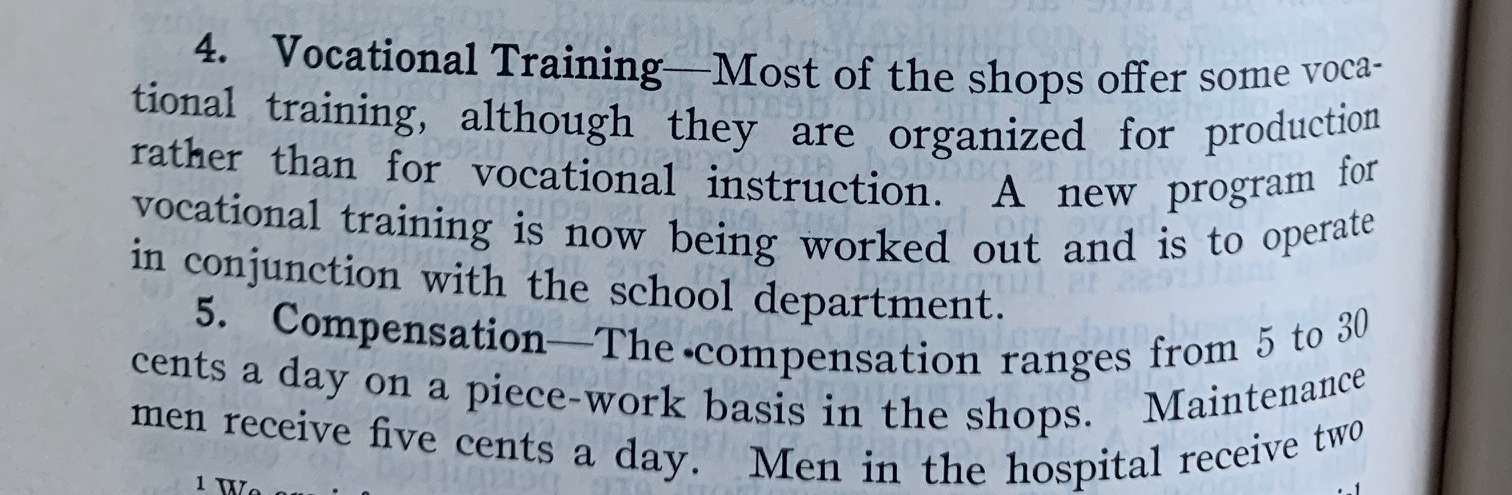 4. Vocational Training—Most of the shops offer some voca-
tional training, although they are organized for production
rather than for vocational instruction. A new program for
vocational training is now being worked out and is to operate
in conjunction with the school department.
5. Compensation—The compensation ranges from 5 to 30
cents a day on a piece-work basis in the shops. Maintenance
men receive five cents a day. Men in the hospital receive two
1 We